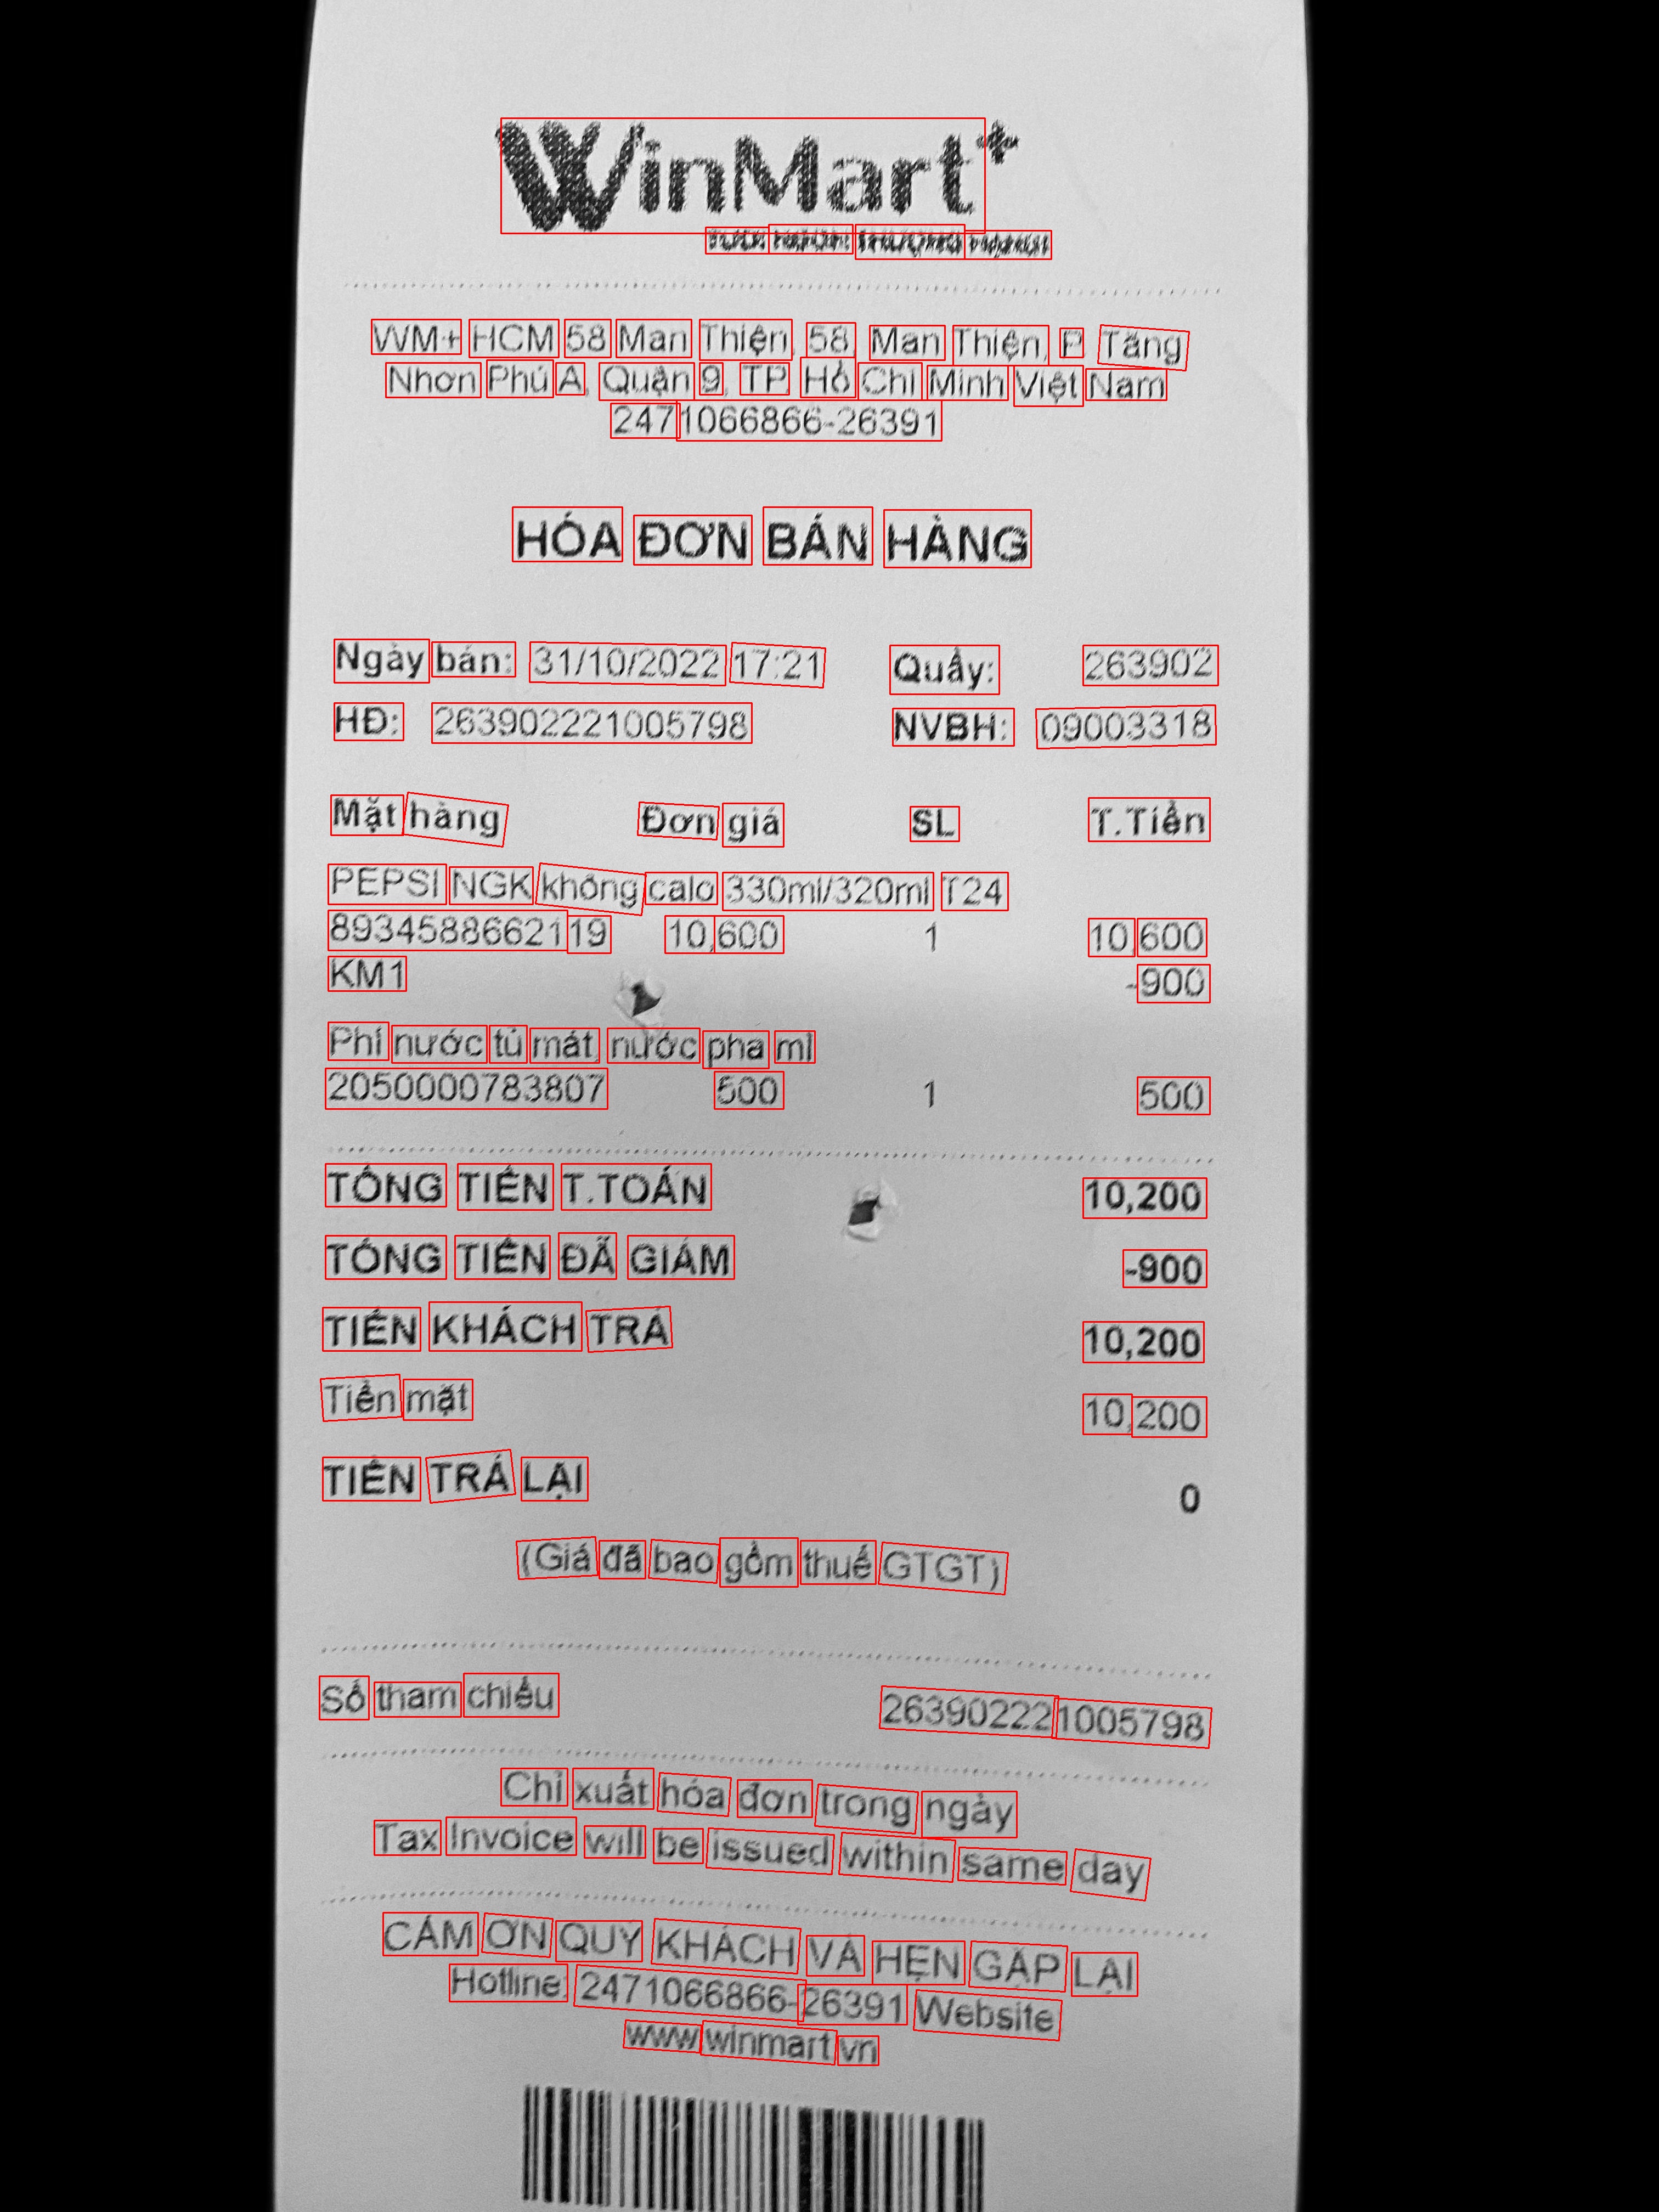 WinMart+
WM+ HCM 58 Man Thiện, 58, Man Thiện, P. Tăng
Nhơn Phú A, Quận 9, TP. Hồ Chí Minh Việt Nam
2471066866-26391
HÓA ĐƠN BÁN HÀNG
Ngày bán: 31/10/2022 17:21 Quầy: 263902
HĐ: 263902221005798 NVBH: 09003318
Mặt hàng Đơn giá SL T.Tiền
PEPSI NGK không calo 330ml/320ml T24
8934588662119 10,600 1 10,600
KM1 -900
Phí nước tủ mát, nước pha mì
2050000783807 500 1 500
TỔNG TIỀN T.TOÁN 10,200
TỔNG TIỀN ĐÃ GIẢM -900
TIỀN KHÁCH TRẢ 10,200
Tiền mặt 10,200
TIỀN TRẢ LẠI 0
(Giá đã bao gồm thuế GTGT)
Số tham chiếu 263902221005798
Chỉ xuất hóa đơn trong ngày
Tax Invoice will be issued within same day
CẢM ƠN QUÝ KHÁCH VÀ HẸN GẶP LẠI
Hotline: 2471066866-26391 Website
www.winmart.vn